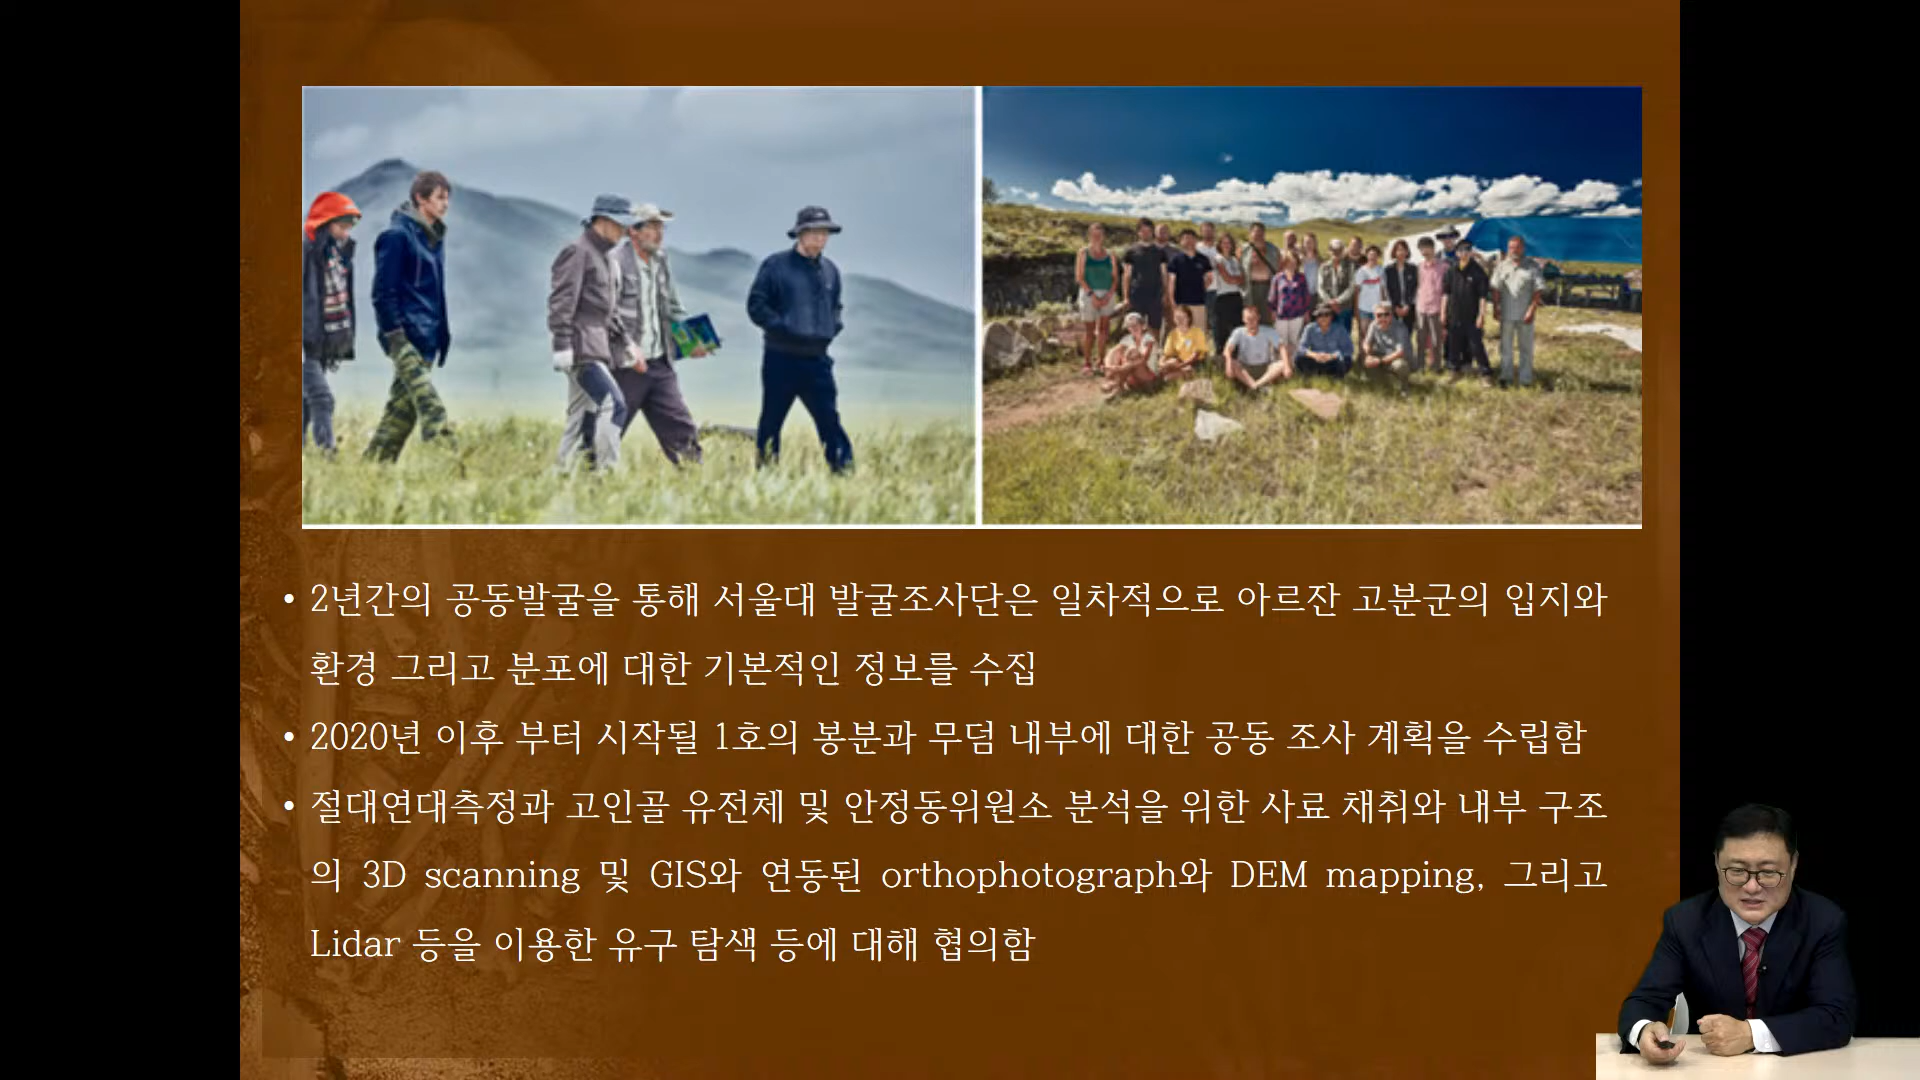 • 2년간의 공동발굴을 통해 서울대 발굴조사단은 일차적으로 아르잔 고분군의 입지와
환경 그리고 분포에 대한 기본적인 정보를 수집
• 2020년 이후 부터 시작될 1호의 봉분과 무덤 내부에 대한 공동 조사 계획을 수립함
• 절대연대측정과 고인골 유전체 및 안정동위원소 분석을 위한 사료 채취와 내부 구조
의 3D scanning 및 GIS와 연동된 orthophotograph와 DEM mapping, 그리고
Lidar 등을 이용한 유구 탐색 등에 대해 협의함